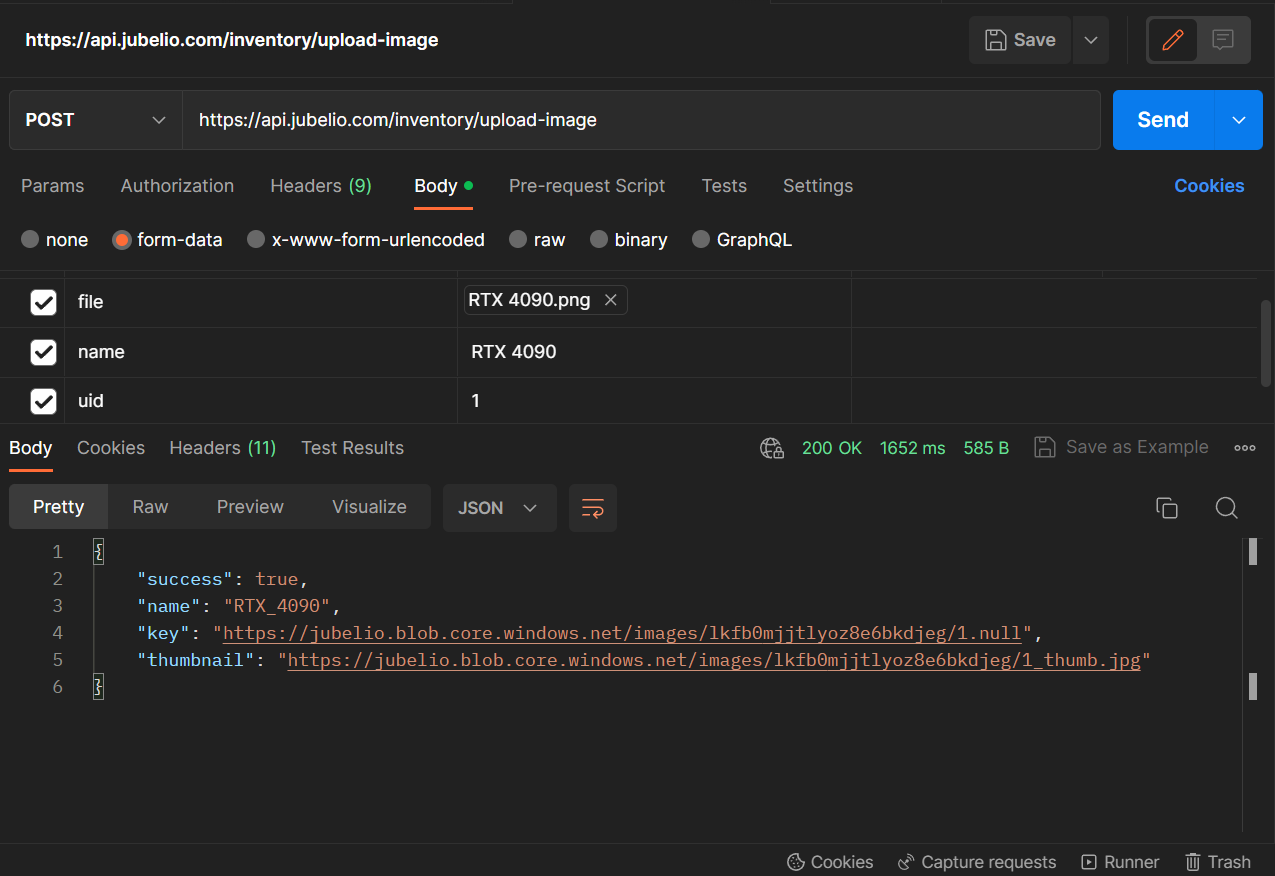 https://api.jubelio.com/inventory/upload-image
Save
POST
https://api.jubelio.com/inventory/upload-image
Send
Params Authorization Headers (9) Body Pre-request Script Tests Settings Cookies
none form-data x-www-form-urlencoded raw binary GraphQL
file RTX 4090.png
name RTX 4090
uid 1
Body Cookies Headers (11) Test Results 200 OK 1652 ms 585 B Save as Example
Pretty Raw Preview Visualize JSON
1 {
2 "success": true,
3 "name": "RTX_4090",
4 "key": "https://jubelio.blob.core.windows.net/images/lkfb0mjjtlyoz8e6bkdjeg/1.null",
5 "thumbnail": "https://jubelio.blob.core.windows.net/images/lkfb0mjjtlyoz8e6bkdjeg/1_thumb.jpg"
6 }
Cookies Capture requests Runner Trash